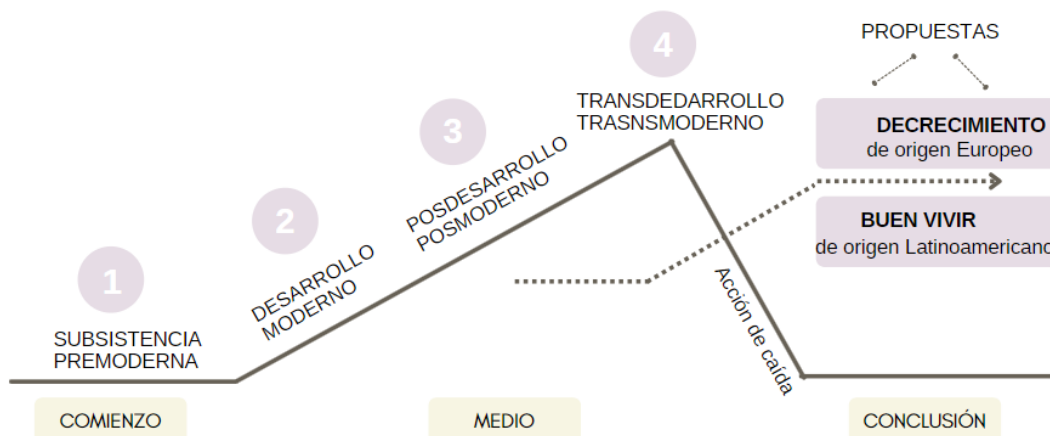 1
SUBSISTENCIA
PREMODERNA
2
DESARROLLO
MODERNO
3
POSDESARROLLO
POSMODERNO
4
TRANSDEDARROLLO
TRASNSMODERNO
Acción de caída
PROPUESTAS
DECRECIMIENTO
de origen Europeo
BUEN VIVIR
de origen Latinoamericano
COMIENZO
MEDIO
CONCLUSIÓN